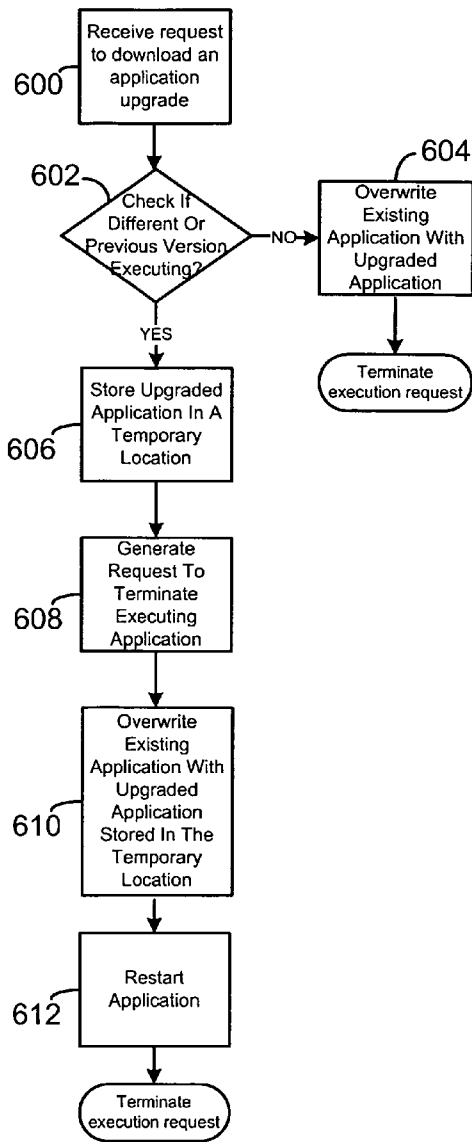 600
Receive request
to download an
application
upgrade
602
Check If
Different Or
Previous Version
Executing?
NO
604
Overwrite
Existing
Application With
Upgraded
Application
Terminate
execution request
YES
606
Store Upgraded
Application In A
Temporary
Location
608
Generate
Request To
Terminate
Executing
Application
610
Overwrite
Existing
Application With
Upgraded
Application
Stored In The
Temporary
Location
612
Restart
Application
Terminate
execution request